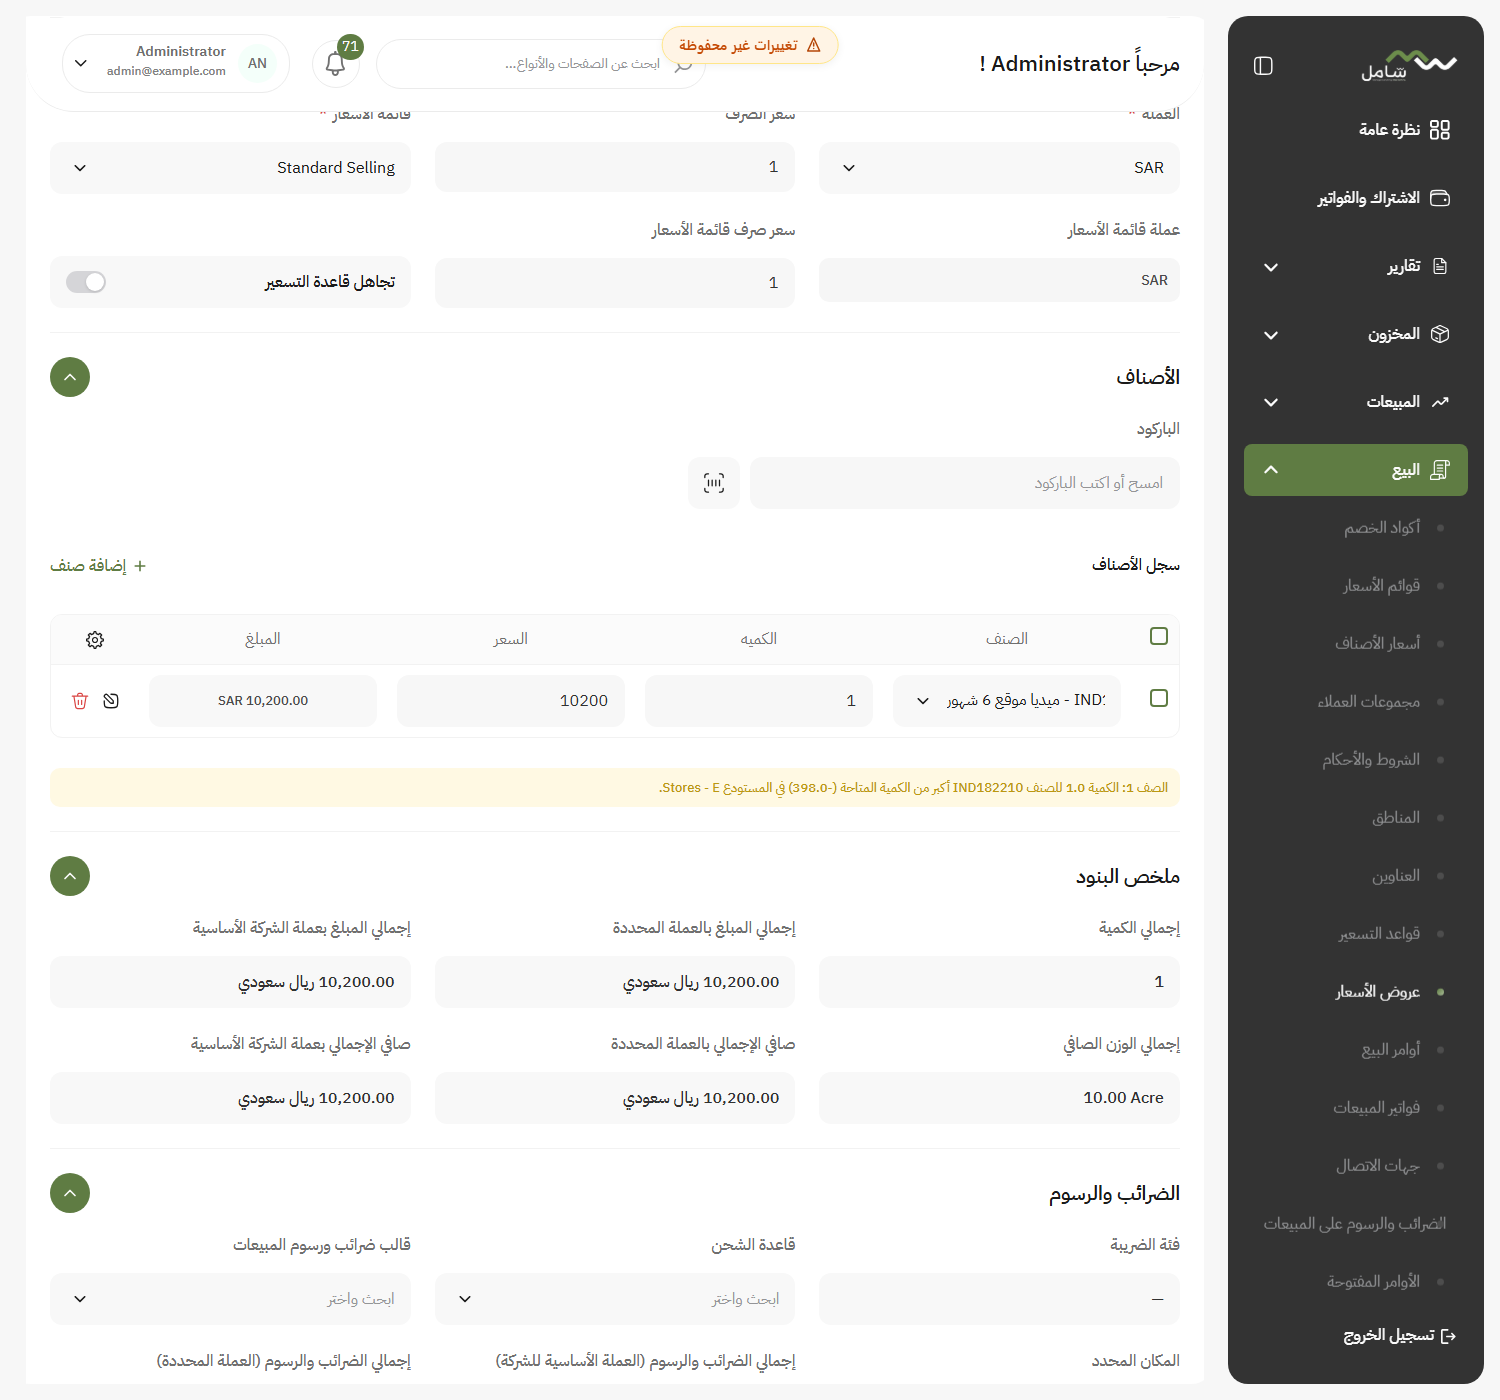 شامل
نظرة عامة
الاشتراك والفواتير
تقارير
المخزون
المبيعات
البيع
أكواد الخصم
قوائم الأسعار
أسعار الأصناف
مجموعات العملاء
الشروط والأحكام
المناطق
العناوين
قواعد التسعير
عروض الأسعار
أوامر البيع
فواتير المبيعات
جهات الاتصال
الضرائب والرسوم على المبيعات
الأوامر المفتوحة
تسجيل الخروج
مرحباً Administrator !
تغييرات غير محفوظة
ابحث عن الصفحات والأنواع...
71
AN
Administrator
admin@example.com
العملة * سعر الصرف قائمة الأسعار *
SAR 1 Standard Selling
عملة قائمة الأسعار سعر صرف قائمة الأسعار
SAR 1 تجاهل قاعدة التسعير
الأصناف
الباركود
امسح أو اكتب الباركود
سجل الأصناف + إضافة صنف
الصنف الكميه السعر المبلغ
IND1 - ميديا موقع 6 شهور 1 10200 SAR 10,200.00
الصف 1: الكمية 1.0 للصنف IND182210 أكبر من الكمية المتاحة (-398.0) في المستودع Stores - E.
ملخص البنود
إجمالي الكمية إجمالي المبلغ بالعملة المحددة إجمالي المبلغ بعملة الشركة الأساسية
1 10,200.00 ريال سعودي 10,200.00 ريال سعودي
إجمالي الوزن الصافي صافي الإجمالي بالعملة المحددة صافي الإجمالي بعملة الشركة الأساسية
10.00 Acre 10,200.00 ريال سعودي 10,200.00 ريال سعودي
الضرائب والرسوم
فئة الضريبة قاعدة الشحن قالب ضرائب ورسوم المبيعات
— ابحث واختر ابحث واختر
المكان المحدد إجمالي الضرائب والرسوم (العملة الأساسية للشركة) إجمالي الضرائب والرسوم (العملة المحددة)